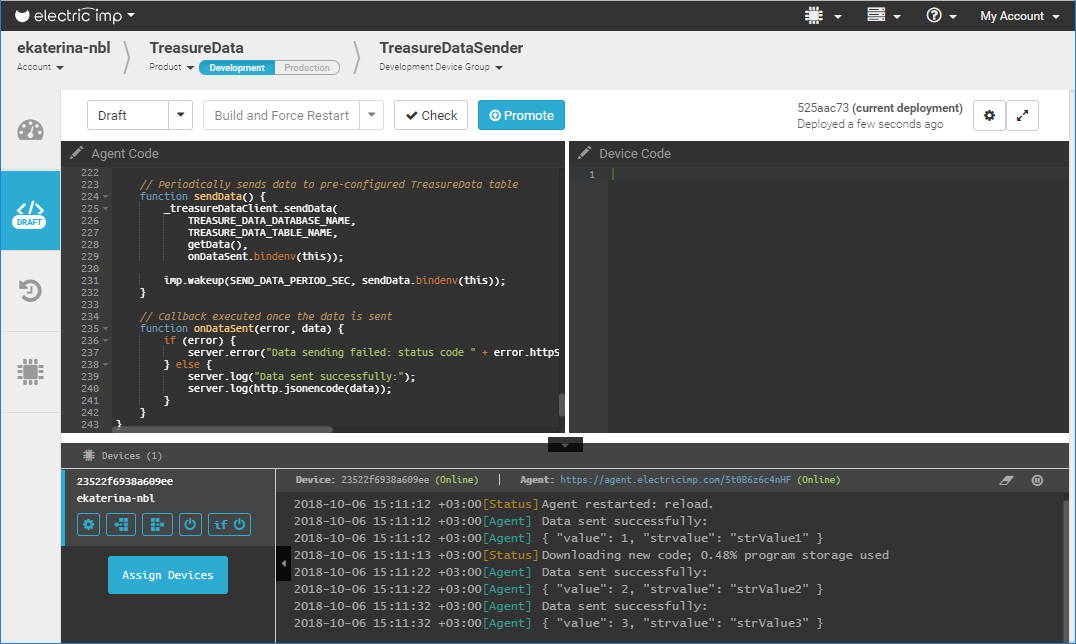 electric imp
My Account
ekaterina-nbl
Account
TreasureData
Product
Development
Production
TreasureDataSender
Development Device Group
Draft
Build and Force Restart
Check
Promote
525aac73 (current deployment)
Deployed a few seconds ago
DRAFT
Agent Code
222
223 // Periodically sends data to pre-configured TreasureData table
224 function sendData() {
225 _treasureDataClient.sendData(
226 TREASURE_DATA_DATABASE_NAME,
227 TREASURE_DATA_TABLE_NAME,
228 getData(),
229 onDataSent.bindenv(this));
230
231 imp.wakeup(SEND_DATA_PERIOD_SEC, sendData.bindenv(this));
232 }
233
234 // Callback executed once the data is sent
235 function onDataSent(error, data) {
236 if (error) {
237 server.error("Data sending failed: status code " + error.httpS
238 } else {
239 server.log("Data sent successfully:");
240 server.log(http.jsonencode(data));
241 }
242 }
243 }
Device Code
1
Devices (1)
23522f6938a609ee
ekaterina-nbl
if
Assign Devices
Device: 23522f6938a609ee (Online) | Agent: https://agent.electricimp.com/5t0B6z6c4nHF (Online)
2018-10-06 15:11:12 +03:00[Status]Agent restarted: reload.
2018-10-06 15:11:12 +03:00[Agent] Data sent successfully:
2018-10-06 15:11:12 +03:00[Agent] { "value": 1, "strvalue": "strValue1" }
2018-10-06 15:11:13 +03:00[Status]Downloading new code; 0.48% program storage used
2018-10-06 15:11:22 +03:00[Agent] Data sent successfully:
2018-10-06 15:11:22 +03:00[Agent] { "value": 2, "strvalue": "strValue2" }
2018-10-06 15:11:32 +03:00[Agent] Data sent successfully:
2018-10-06 15:11:32 +03:00[Agent] { "value": 3, "strvalue": "strValue3" }